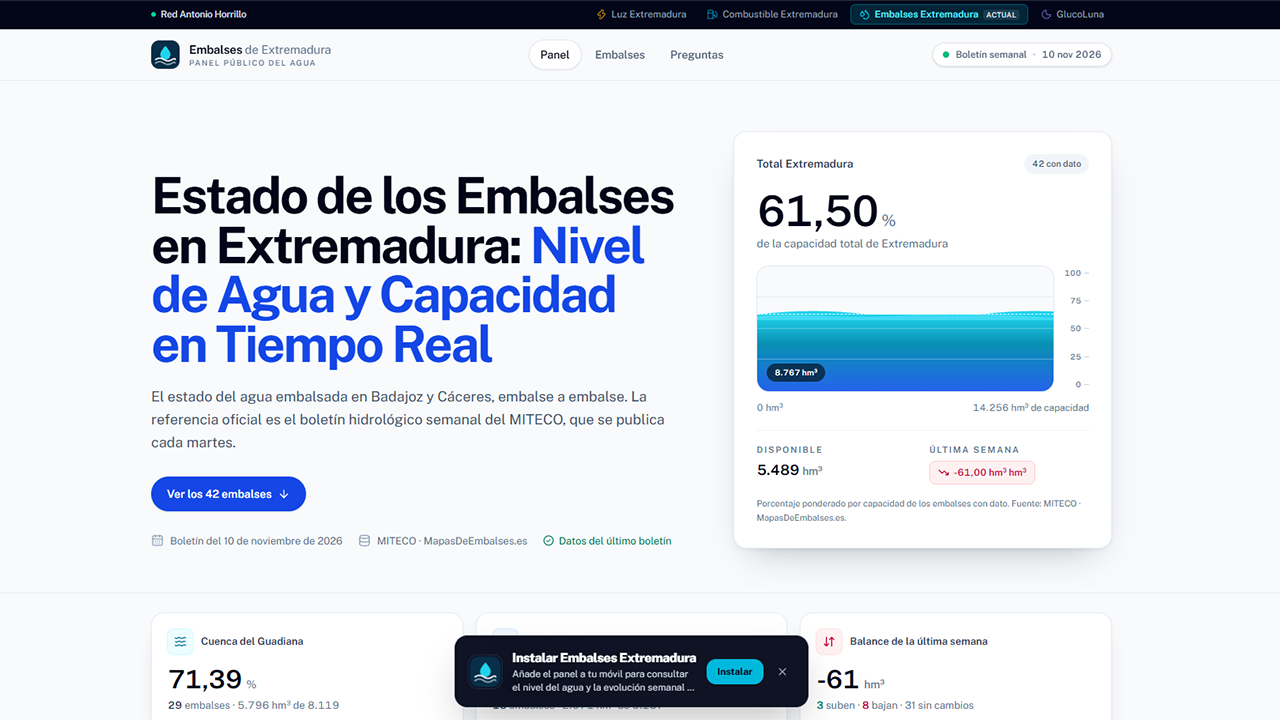 Red Antonio Horrillo
Luz Extremadura
Combustible Extremadura
Embalses Extremadura ACTUAL
GlucoLuna
Embalses de Extremadura
PANEL PÚBLICO DEL AGUA
Panel
Embalses
Preguntas
Boletín semanal · 10 nov 2026
Estado de los Embalses
en Extremadura: Nivel
de Agua y Capacidad
en Tiempo Real
El estado del agua embalsada en Badajoz y Cáceres, embalse a embalse. La
referencia oficial es el boletín hidrológico semanal del MITECO, que se publica
cada martes.
Ver los 42 embalses
Boletín del 10 de noviembre de 2026
MITECO · MapasDeEmbalses.es
Datos del último boletín
Total Extremadura
42 con dato
61,50 %
de la capacidad total de Extremadura
100
75
50
25
0
8.767 hm³
0 hm³
14.256 hm³ de capacidad
DISPONIBLE
5.489 hm³
ÚLTIMA SEMANA
-61,00 hm³ hm³
Porcentaje ponderado por capacidad de los embalses con dato. Fuente: MITECO ·
MapasDeEmbalses.es.
Cuenca del Guadiana
71,39 %
29 embalses · 5.796 hm³ de 8.119
Balance de la última semana
-61 hm³
3 suben · 8 bajan · 31 sin cambios
Instalar Embalses Extremadura
Añade el panel a tu móvil para consultar
el nivel del agua y la evolución semanal ...
Instalar